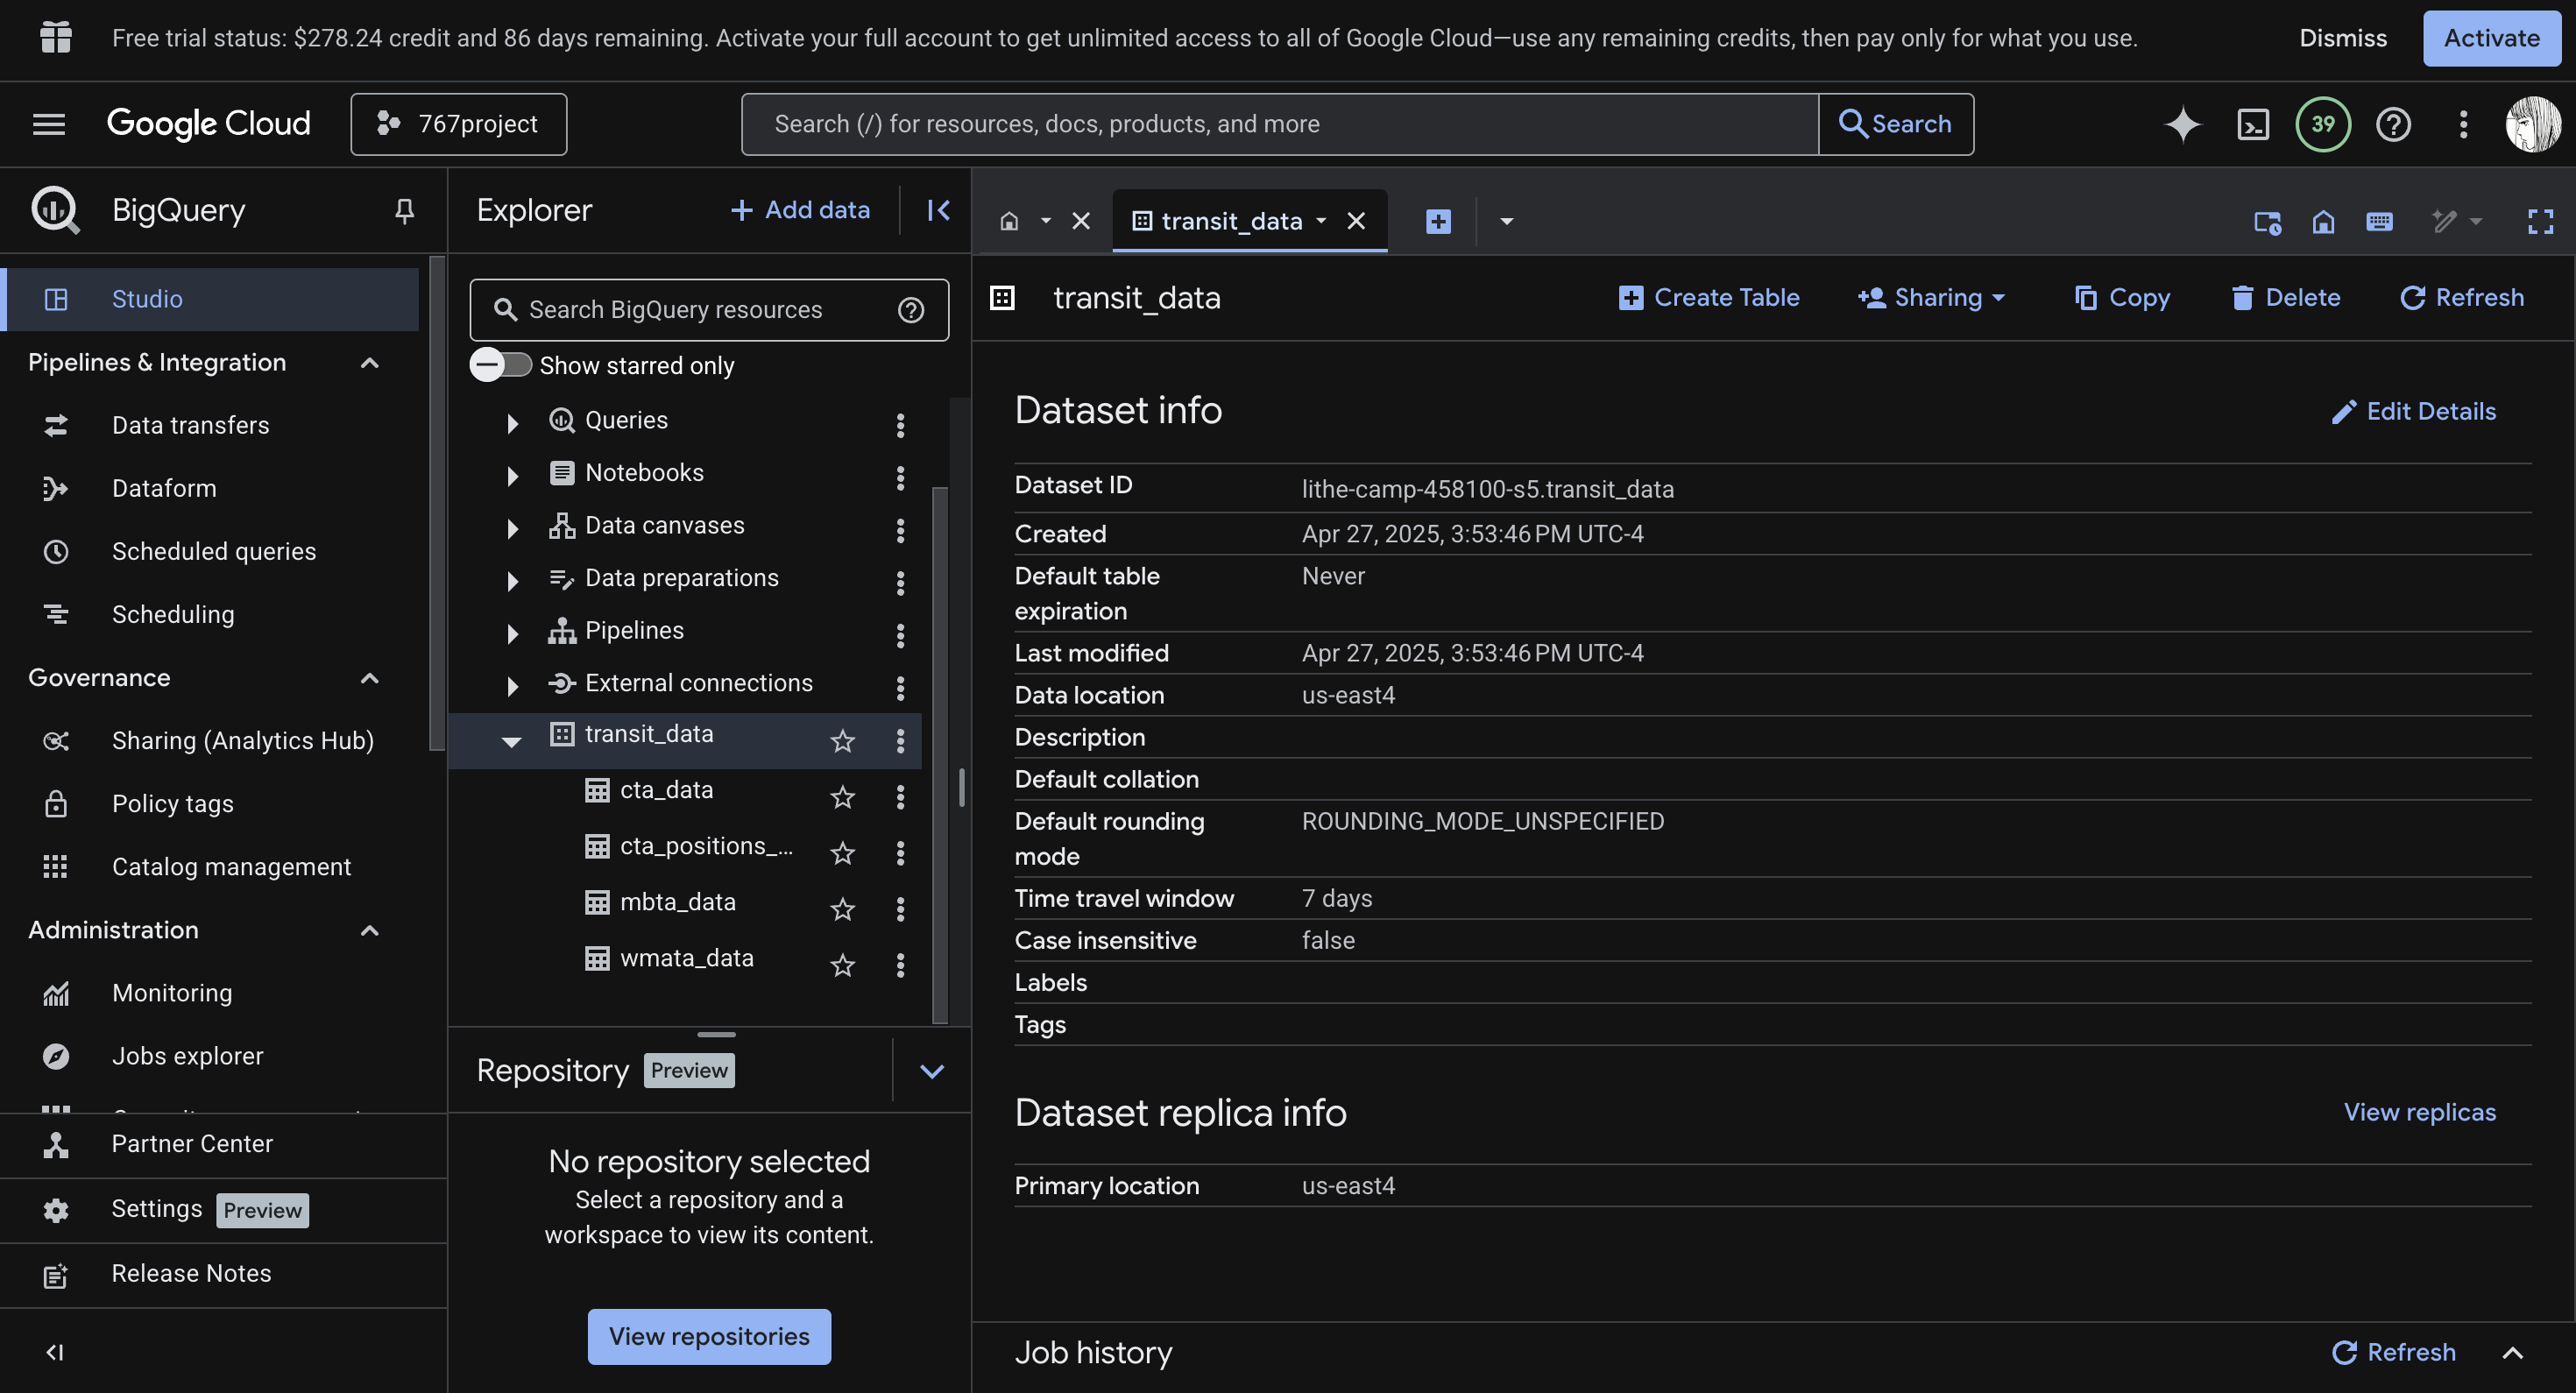 Free trial status: $278.24 credit and 86 days remaining. Activate your full account to get unlimited access to all of Google Cloud—use any remaining credits, then pay only for what you use.
Dismiss
Activate
Google Cloud
767project
Search (/) for resources, docs, products, and more
Search
39
BigQuery
Studio
Pipelines & Integration
Data transfers
Dataform
Scheduled queries
Scheduling
Governance
Sharing (Analytics Hub)
Policy tags
Catalog management
Administration
Monitoring
Jobs explorer
Partner Center
Settings Preview
Release Notes
Explorer
Add data
Search BigQuery resources
Show starred only
Queries
Notebooks
Data canvases
Data preparations
Pipelines
External connections
transit_data
cta_data
cta_positions_...
mbta_data
wmata_data
Repository Preview
No repository selected
Select a repository and a
workspace to view its content.
View repositories
transit_data
transit_data
Create Table
Sharing
Copy
Delete
Refresh
Dataset info
Edit Details
Dataset ID lithe-camp-458100-s5.transit_data
Created Apr 27, 2025, 3:53:46 PM UTC-4
Default table Never
expiration
Last modified Apr 27, 2025, 3:53:46 PM UTC-4
Data location us-east4
Description
Default collation
Default rounding ROUNDING_MODE_UNSPECIFIED
mode
Time travel window 7 days
Case insensitive false
Labels
Tags
Dataset replica info
View replicas
Primary location us-east4
Job history
Refresh